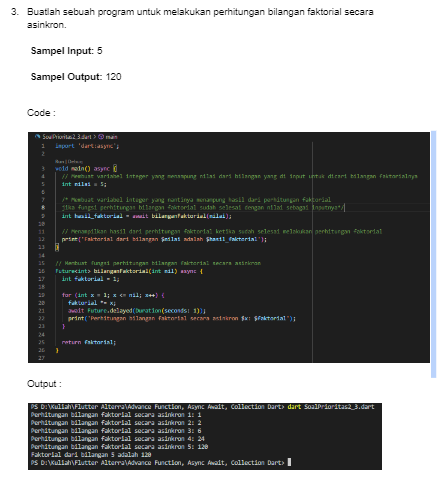 3. Buatlah sebuah program untuk melakukan perhitungan bilangan faktorial secara
asinkron.
Sampel Input: 5
Sampel Output: 120
Code :
SoalPrioritas2_3.dart > main
1 import 'dart:async';
2
Run | Debug
3 void main() async {
4 // Membuat variabel integer yang menampung nilai dari bilangan yang di input untuk dicari bilangan faktorialnya
5 int nilai = 5;
6
7 /* Membuat variabel integer yang nantinya menampung hasil dari perhitungan faktorial
8 jika fungsi perhitungan bilangan faktorial sudah selesai dengan nilai sebagai inputnya*/
9 int hasil_faktorial = await bilanganFaktorial(nilai);
10
11 // Menampilkan hasil dari perhitungan faktorial ketika sudah selesai melakukan perhitungan faktorial
12 print('Faktorial dari bilangan $nilai adalah $hasil_faktorial');
13 }
14
15 // Membuat fungsi perhitungan bilangan faktorial secara asinkron
16 Future<int> bilanganFaktorial(int nil) async {
17 int faktorial = 1;
18
19 for (int x = 1; x <= nil; x++) {
20 faktorial *= x;
21 await Future.delayed(Duration(seconds: 1));
22 print("Perhitungan bilangan faktorial secara asinkron $x: $faktorial");
23 }
24
25 return faktorial;
26 }
27
Output :
PS D:\Kuliah\Flutter Alterra\Advance Function, Async Await, Collection Dart> dart SoalPrioritas2_3.dart
Perhitungan bilangan faktorial secara asinkron 1: 1
Perhitungan bilangan faktorial secara asinkron 2: 2
Perhitungan bilangan faktorial secara asinkron 3: 6
Perhitungan bilangan faktorial secara asinkron 4: 24
Perhitungan bilangan faktorial secara asinkron 5: 120
Faktorial dari bilangan 5 adalah 120
PS D:\Kuliah\Flutter Alterra\Advance Function, Async Await, Collection Dart>